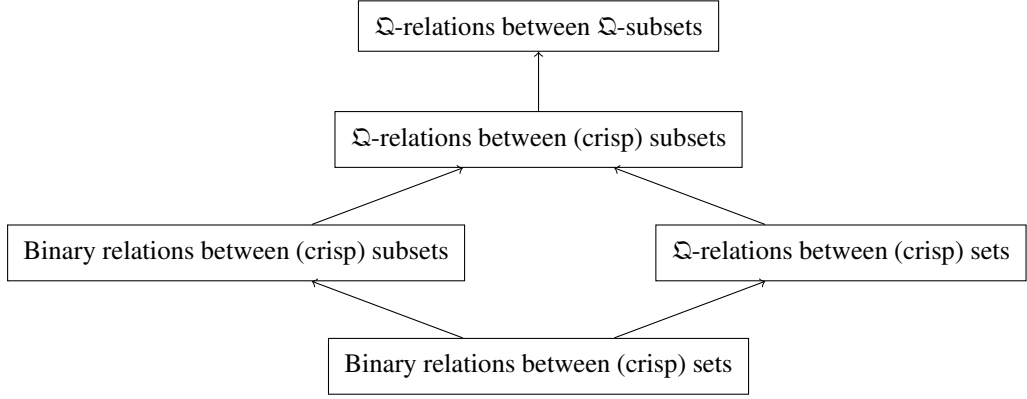 𝔔-relations between 𝔔-subsets
𝔔-relations between (crisp) subsets
Binary relations between (crisp) subsets
𝔔-relations between (crisp) sets
Binary relations between (crisp) sets